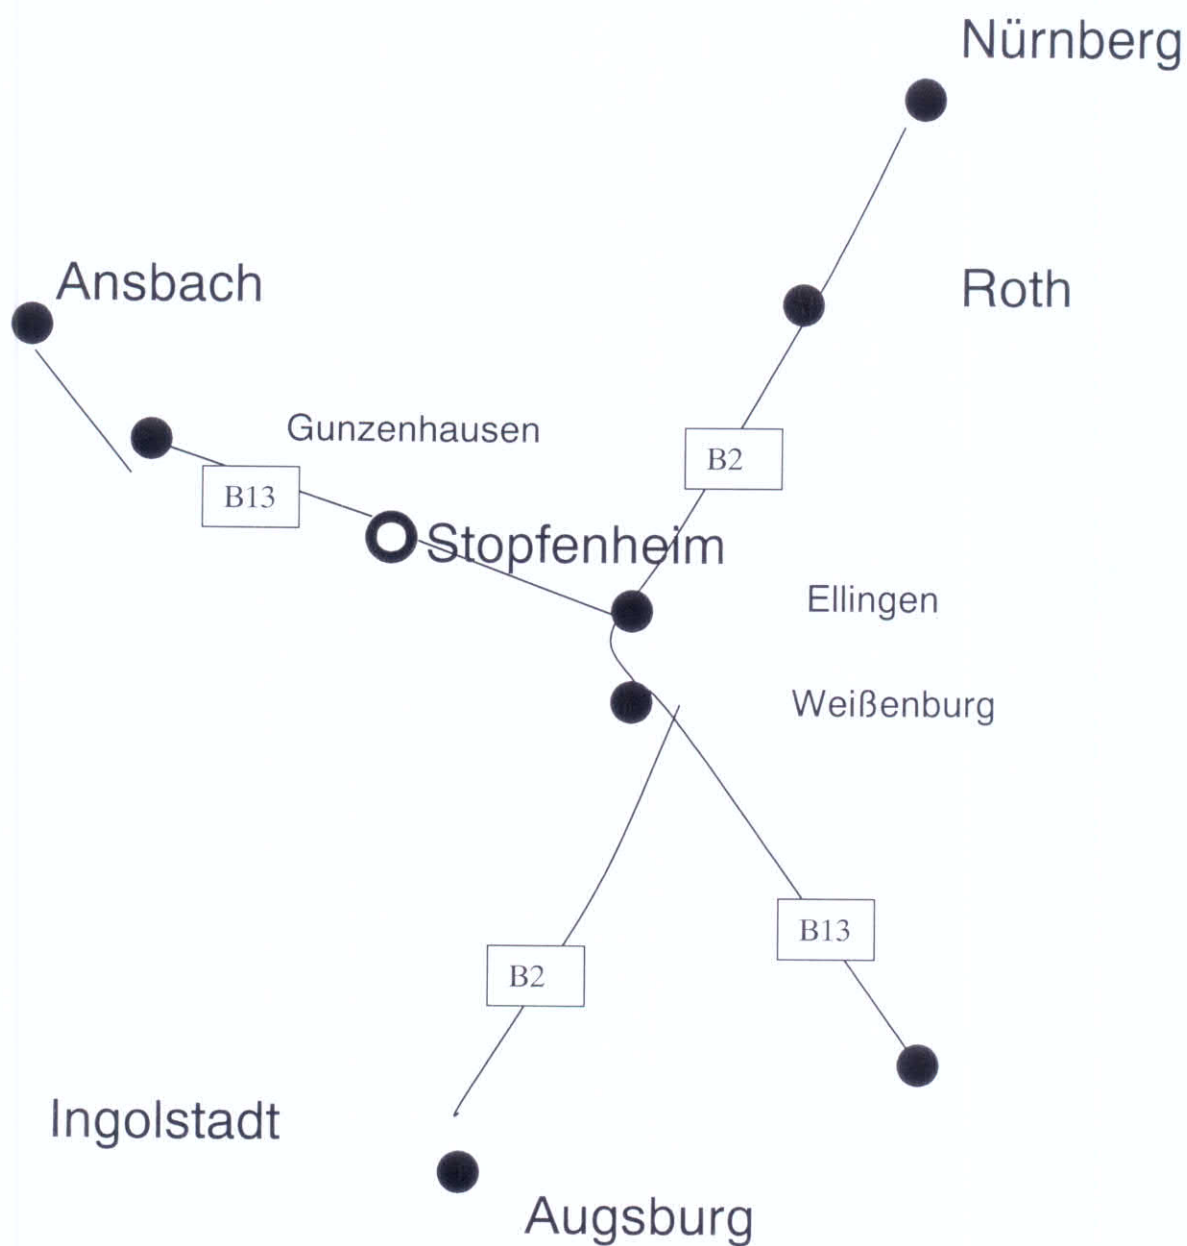 Nürnberg
Ansbach
Roth
Gunzenhausen
B2
B13
Stopfenheim
Ellingen
Weißenburg
B13
B2
Ingolstadt
Augsburg